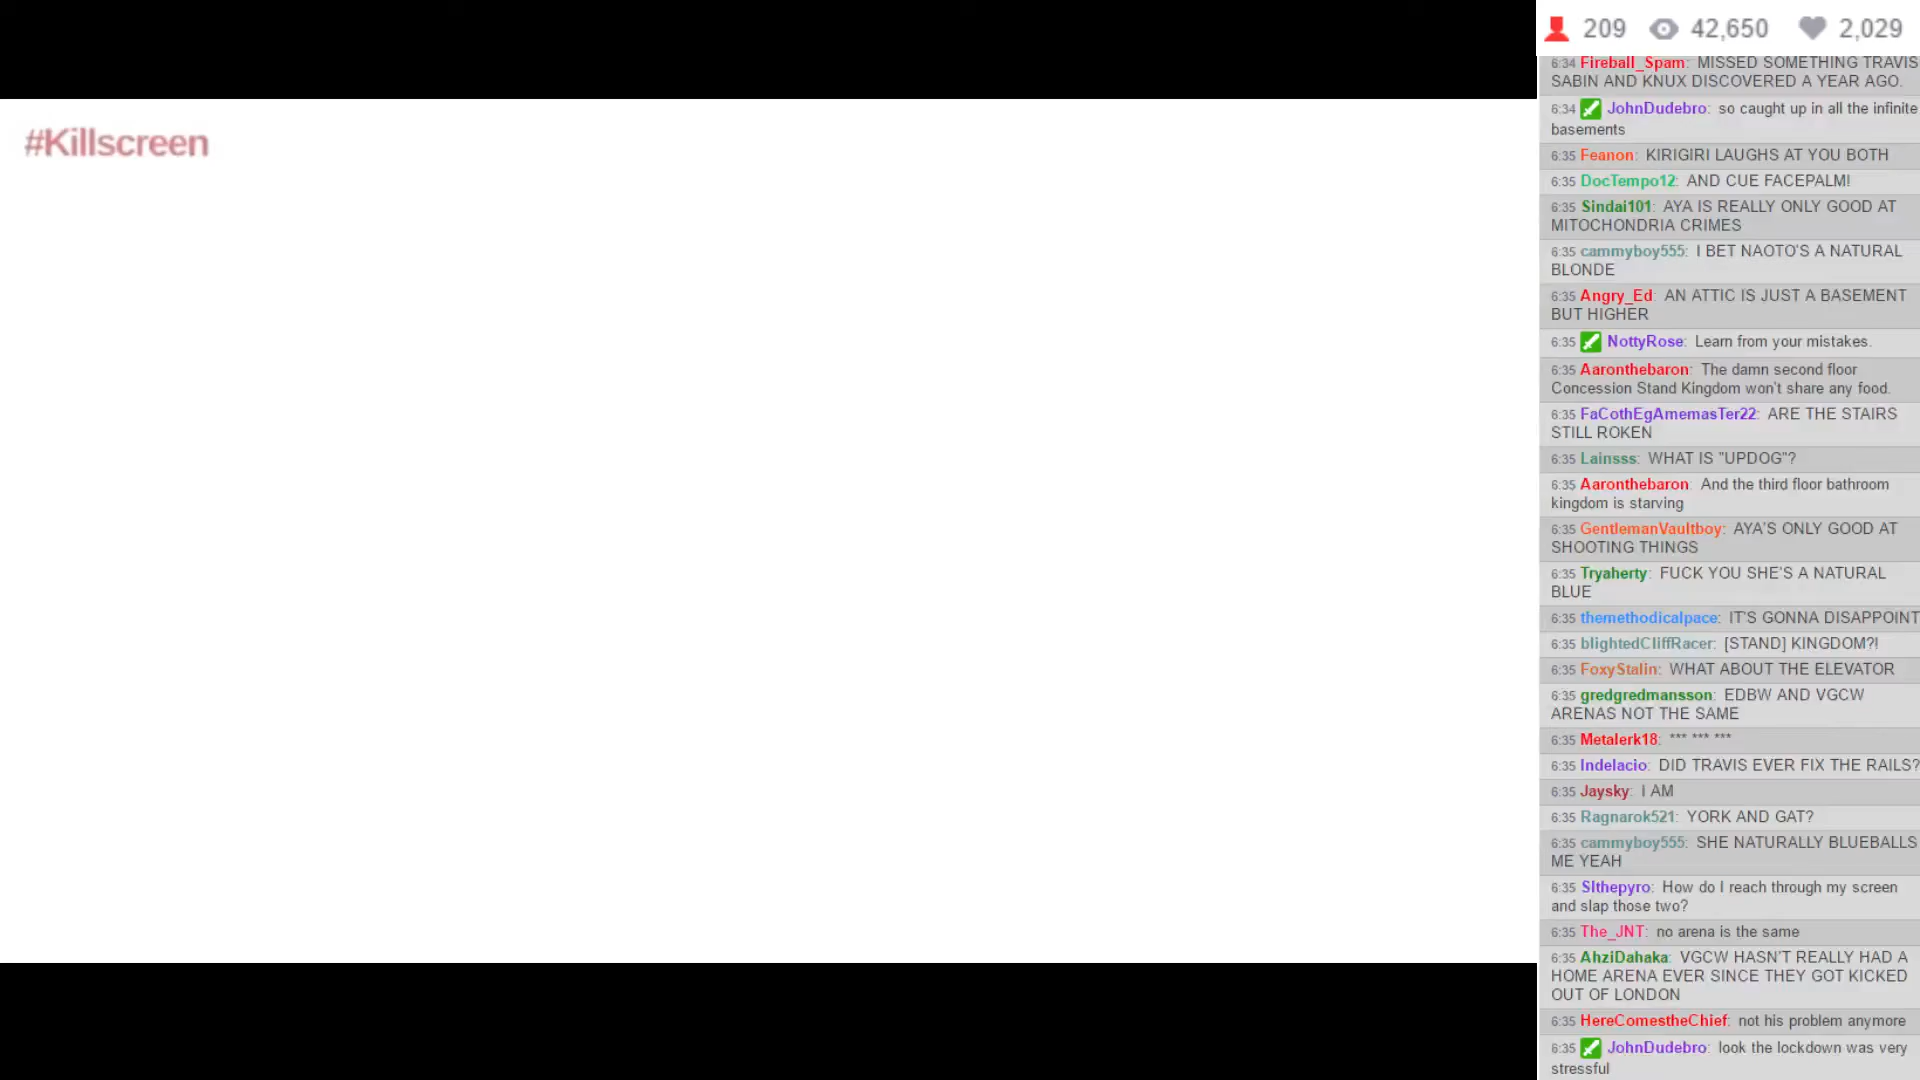 209 42,650 2,029
#Killscreen
6:34 Fireball_Spam: MISSED SOMETHING TRAVIS
SABIN AND KNUX DISCOVERED A YEAR AGO.
6:34 JohnDudebro: so caught up in all the infinite
basements
6:35 Feanon: KIRIGIRI LAUGHS AT YOU BOTH
6:35 DocTempo12: AND CUE FACEPALM!
6:35 Sindai101: AYA IS REALLY ONLY GOOD AT
MITOCHONDRIA CRIMES
6:35 cammyboy555: I BET NAOTO'S A NATURAL
BLONDE
6:35 Angry_Ed: AN ATTIC IS JUST A BASEMENT
BUT HIGHER
6:35 NottyRose: Learn from your mistakes.
6:35 Aaronthebaron: The damn second floor
Concession Stand Kingdom won't share any food.
6:35 FaCothEgAmemasTer22: ARE THE STAIRS
STILL ROKEN
6:35 Lainsss: WHAT IS "UPDOG"?
6:35 Aaronthebaron: And the third floor bathroom
kingdom is starving
6:35 GentlemanVaultboy: AYA'S ONLY GOOD AT
SHOOTING THINGS
6:35 Tryaherty: FUCK YOU SHE'S A NATURAL
BLUE
6:35 themethodicalpace: IT'S GONNA DISAPPOINT
6:35 blightedCliffRacer: [STAND] KINGDOM?!
6:35 FoxyStalin: WHAT ABOUT THE ELEVATOR
6:35 gredgredmansson: EDBW AND VGCW
ARENAS NOT THE SAME
6:35 Metalerk18: *** *** ***
6:35 Indelacio: DID TRAVIS EVER FIX THE RAILS?
6:35 Jaysky: I AM
6:35 Ragnarok521: YORK AND GAT?
6:35 cammyboy555: SHE NATURALLY BLUEBALLS
ME YEAH
6:35 Slthepyro: How do I reach through my screen
and slap those two?
6:35 The_JNT: no arena is the same
6:35 AhziDahaka: VGCW HASN'T REALLY HAD A
HOME ARENA EVER SINCE THEY GOT KICKED
OUT OF LONDON
6:35 HereComestheChief: not his problem anymore
6:35 JohnDudebro: look the lockdown was very
stressful